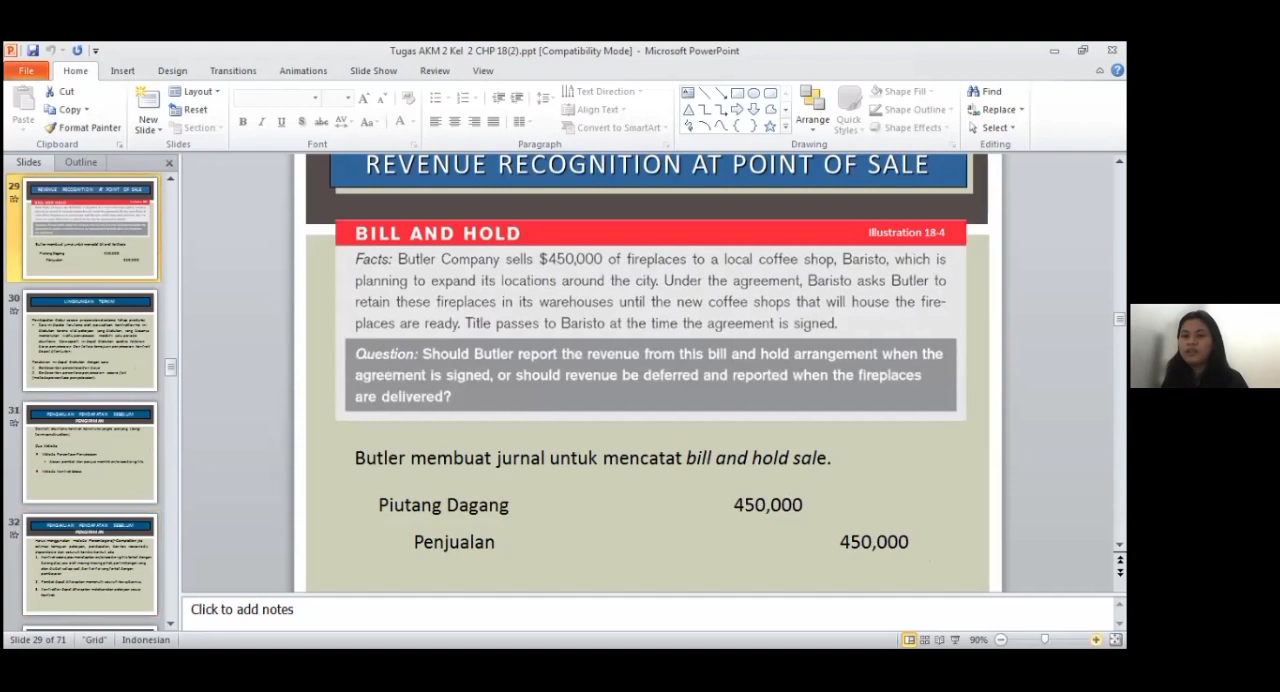 Tugas AKM 2 Kel 2 CHP 18(2).ppt [Compatibility Mode] - Microsoft PowerPoint
File Home Insert Design Transitions Animations Slide Show Review View
Cut
Copy
Format Painter
Paste
Clipboard
New Slide
Layout
Reset
Section
Slides
Font
Text Direction
Align Text
Convert to SmartArt
Paragraph
Arrange
Quick Styles
Shape Fill
Shape Outline
Shape Effects
Drawing
Find
Replace
Select
Editing
Slides Outline
29
30
31
32
REVENUE RECOGNITION AT POINT OF SALE
BILL AND HOLD Illustration 18-4
Facts: Butler Company sells $450,000 of fireplaces to a local coffee shop, Baristo, which is
planning to expand its locations around the city. Under the agreement, Baristo asks Butler to
retain these fireplaces in its warehouses until the new coffee shops that will house the fire-
places are ready. Title passes to Baristo at the time the agreement is signed.
Question: Should Butler report the revenue from this bill and hold arrangement when the
agreement is signed, or should revenue be deferred and reported when the fireplaces
are delivered?
Butler membuat jurnal untuk mencatat bill and hold sale.
Piutang Dagang 450,000
Penjualan 450,000
Click to add notes
Slide 29 of 71 "Grid" Indonesian 90%